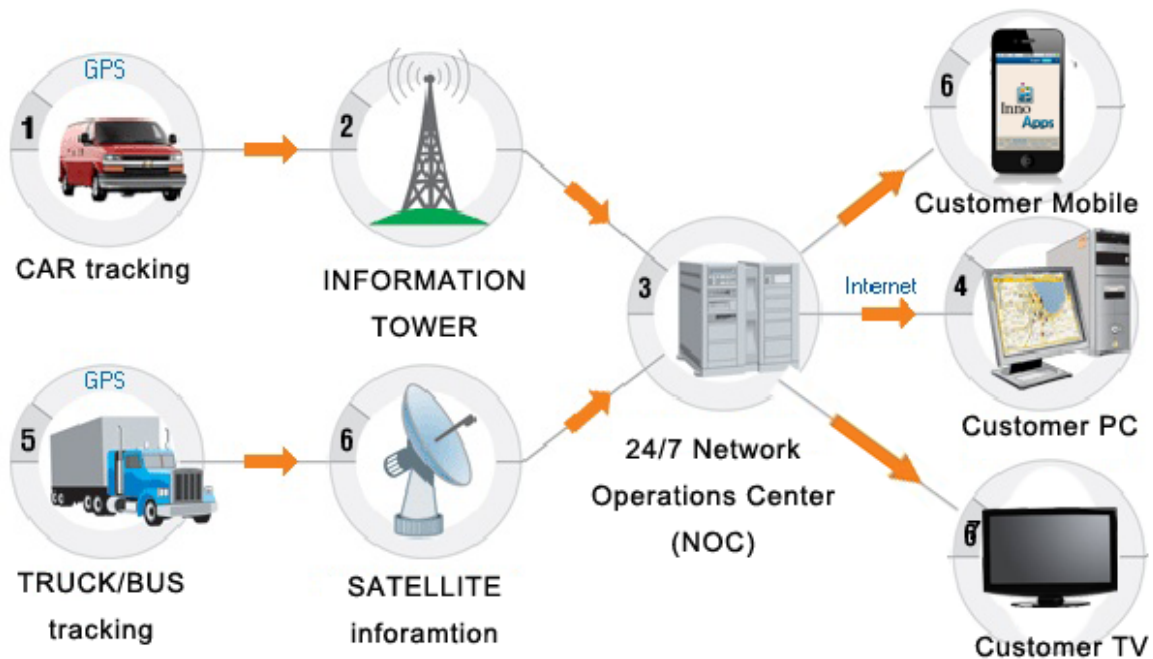 GPS
1
CAR tracking
2
INFORMATION
TOWER
GPS
5
TRUCK/BUS
tracking
6
SATELLITE
inforamtion
3
24/7 Network
Operations Center
(NOC)
6
Inno
Apps
Customer Mobile
Internet
4
Customer PC
Customer TV